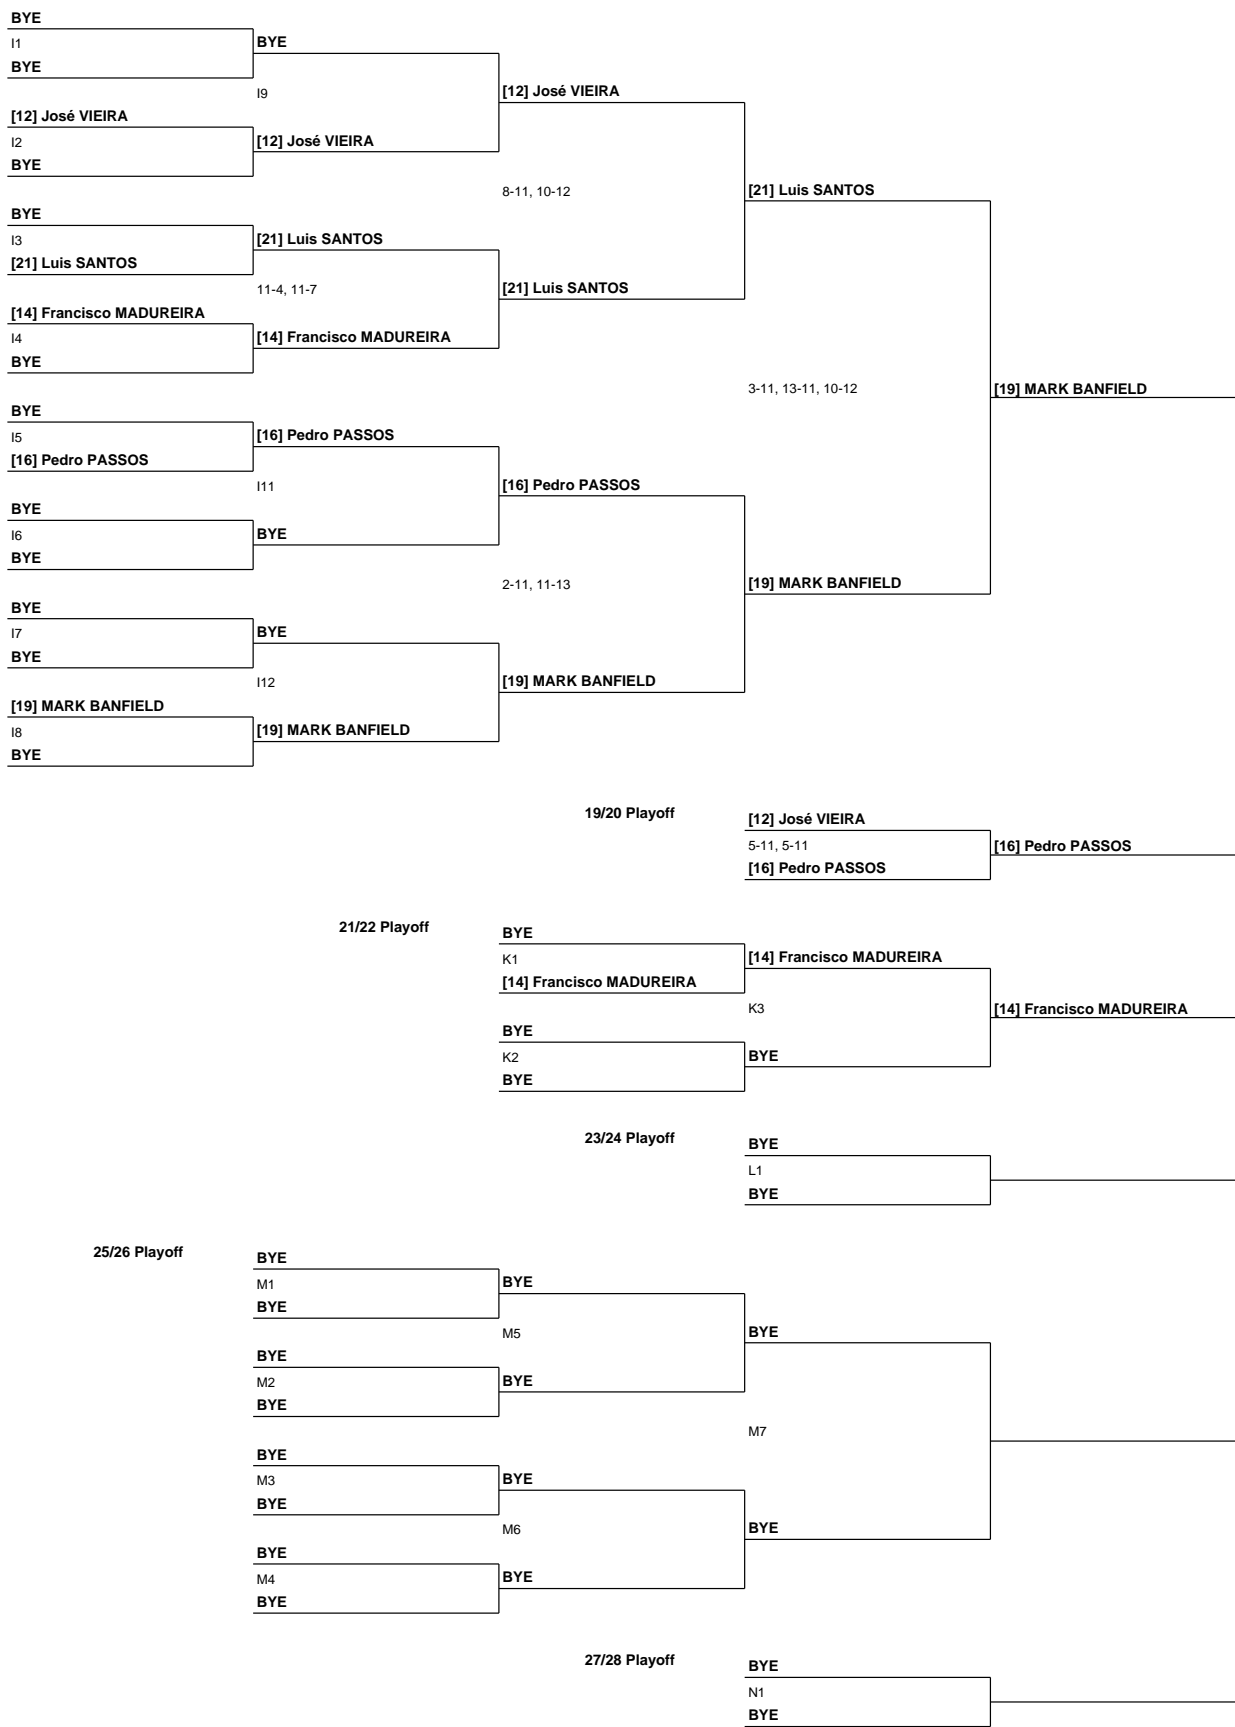 BYE
I1
BYE
BYE
I9
[12] José VIEIRA
[12] José VIEIRA
I2
[12] José VIEIRA
BYE
8-11, 10-12
[21] Luis SANTOS
BYE
I3
[21] Luis SANTOS
[21] Luis SANTOS
11-4, 11-7
[21] Luis SANTOS
[14] Francisco MADUREIRA
I4
[14] Francisco MADUREIRA
BYE
3-11, 13-11, 10-12
[19] MARK BANFIELD
BYE
I5
[16] Pedro PASSOS
[16] Pedro PASSOS
I11
[16] Pedro PASSOS
BYE
I6
BYE
BYE
2-11, 11-13
[19] MARK BANFIELD
BYE
I7
BYE
BYE
I12
[19] MARK BANFIELD
[19] MARK BANFIELD
I8
[19] MARK BANFIELD
BYE
19/20 Playoff
[12] José VIEIRA
5-11, 5-11
[16] Pedro PASSOS
[16] Pedro PASSOS
21/22 Playoff
BYE
K1
[14] Francisco MADUREIRA
[14] Francisco MADUREIRA
K3
[14] Francisco MADUREIRA
BYE
K2
BYE
BYE
23/24 Playoff
BYE
L1
BYE
25/26 Playoff
BYE
M1
BYE
BYE
M5
BYE
BYE
M2
BYE
BYE
M7
BYE
M3
BYE
BYE
M6
BYE
BYE
M4
BYE
BYE
27/28 Playoff
BYE
N1
BYE